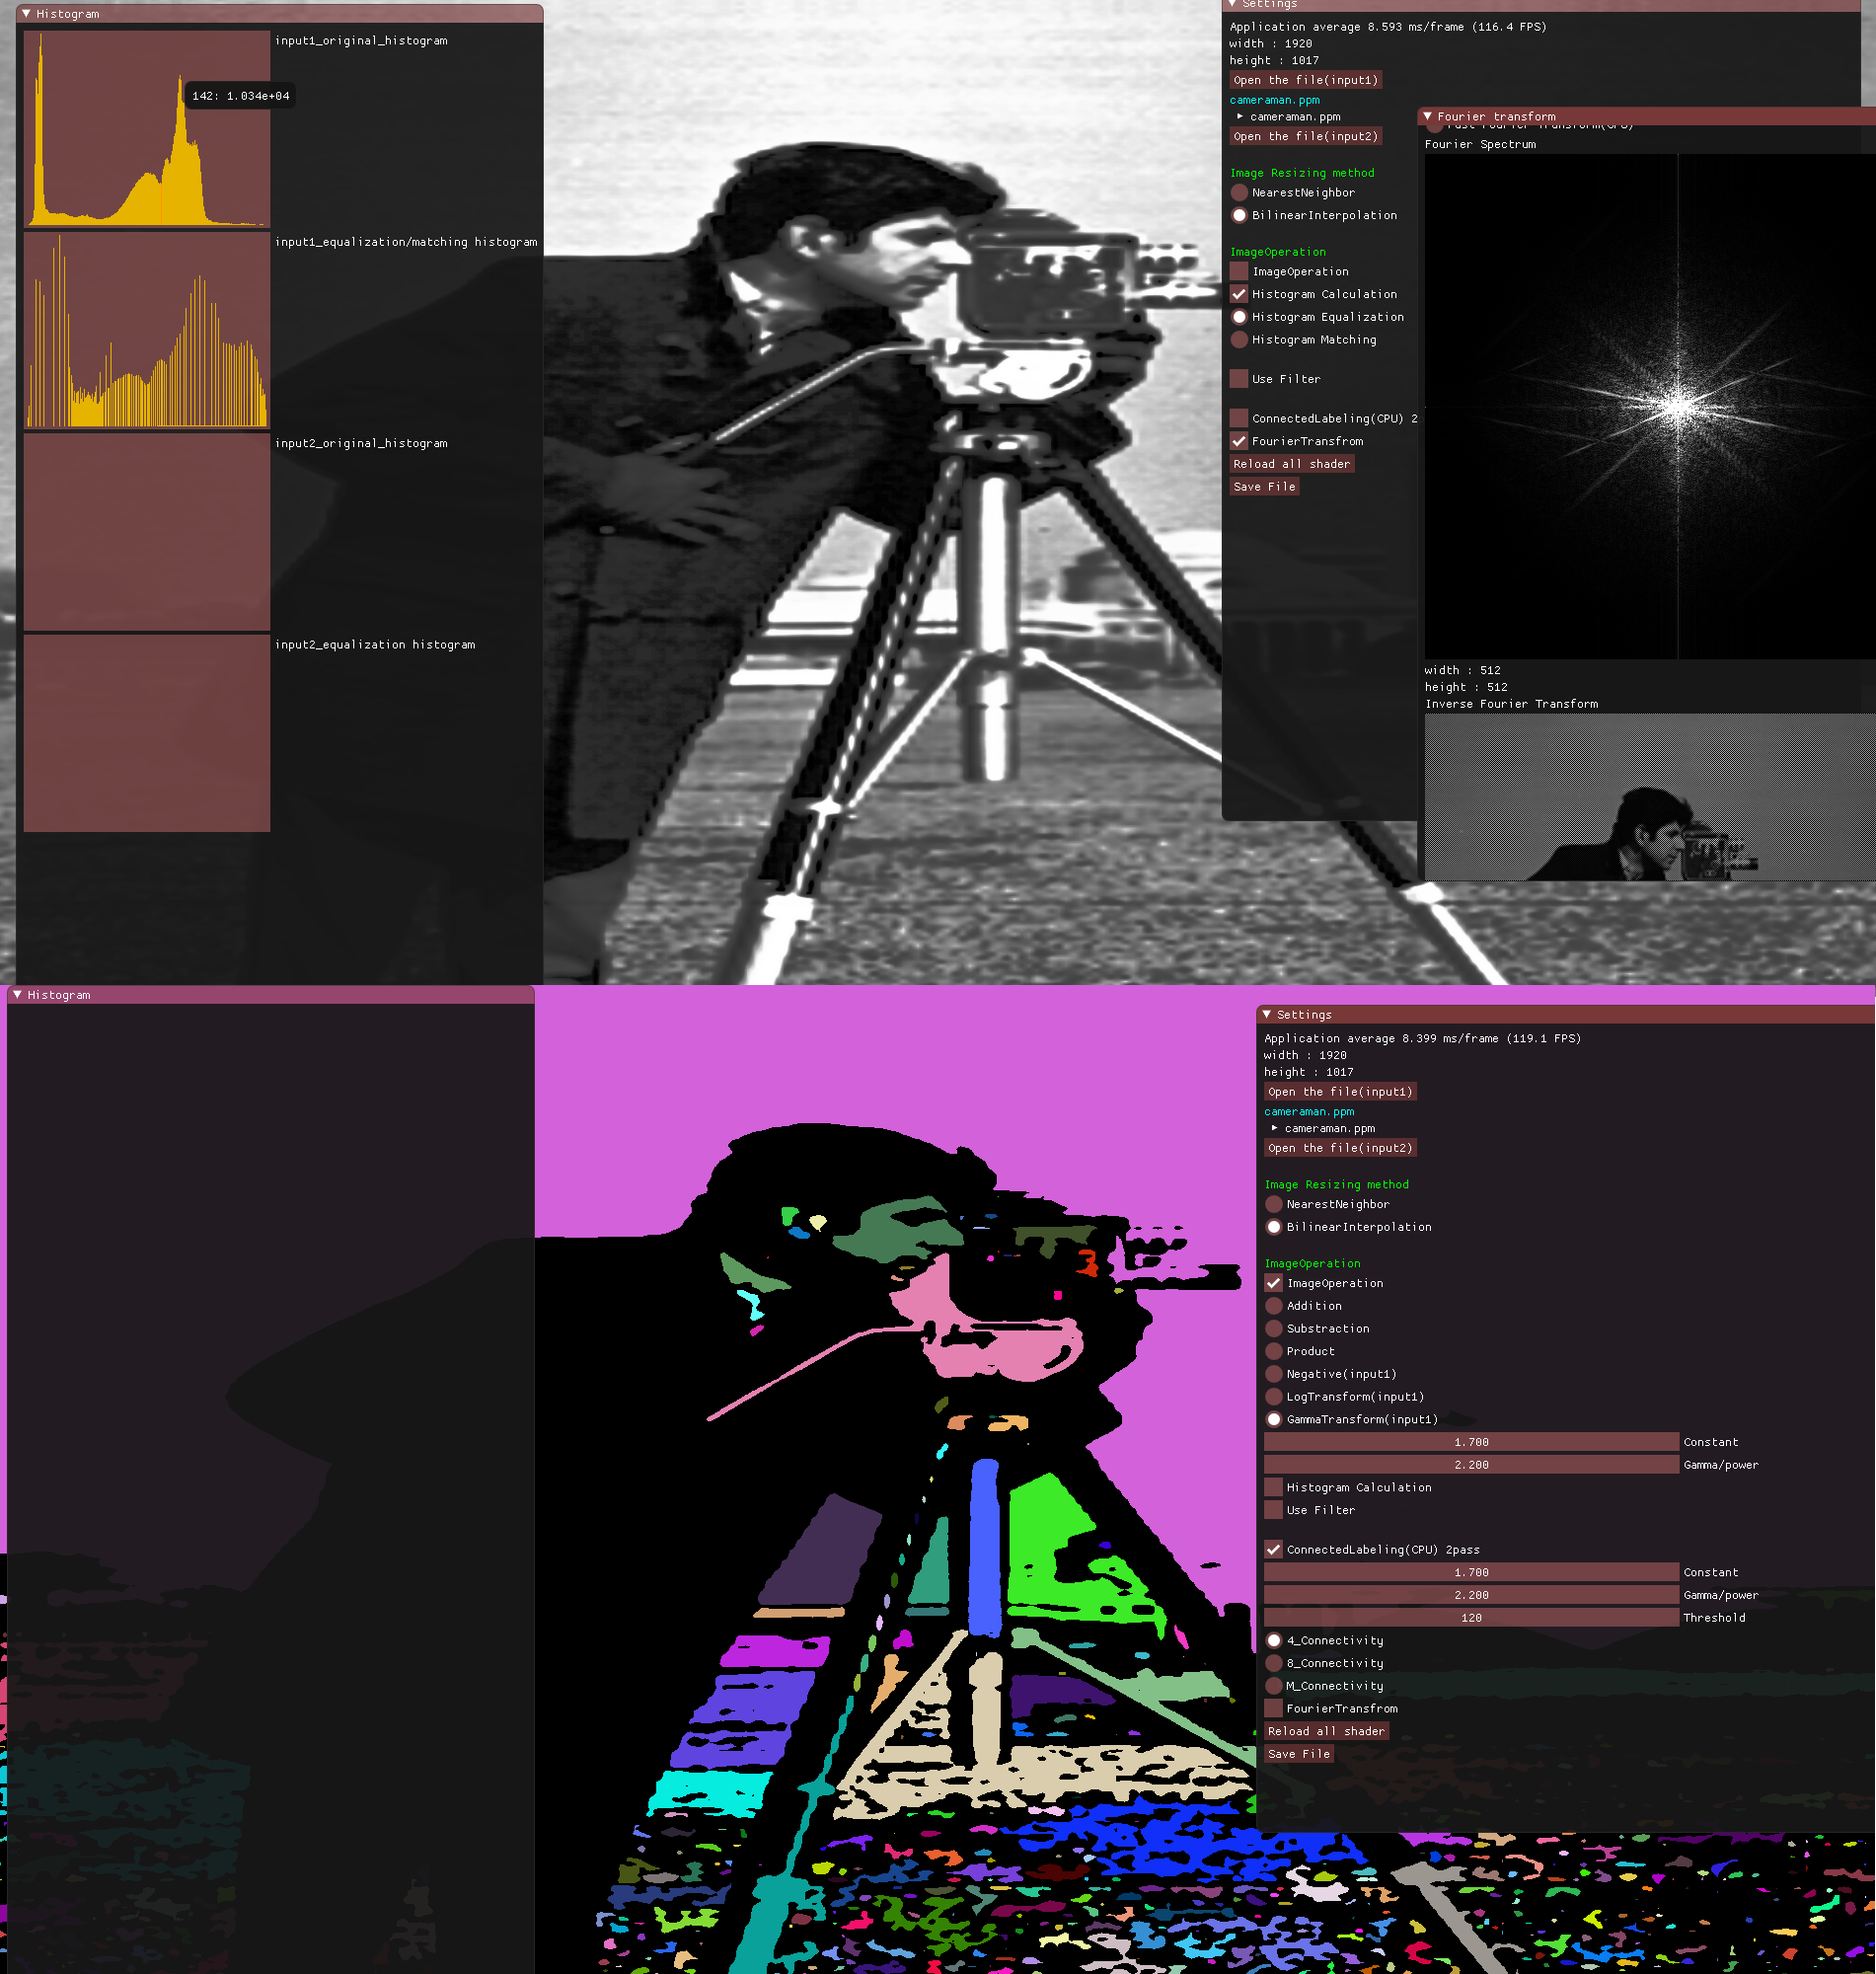 Histogram
input1_original_histogram
142: 1.034e+04
input1_equalization/matching histogram
input2_original_histogram
input2_equalization histogram
Settings
Application average 8.593 ms/frame (116.4 FPS)
width : 1920
height : 1017
Open the file(input1)
cameraman.ppm
cameraman.ppm
Open the file(input2)
Image Resizing method
NearestNeighbor
BilinearInterpolation
ImageOperation
ImageOperation
Histogram Calculation
Histogram Equalization
Histogram Matching
Use Filter
ConnectedLabeling(CPU) 2
FourierTransfrom
Reload all shader
Save File
Fourier transform
Fast Fourier Transform(CPU)
Fourier Spectrum
width : 512
height : 512
Inverse Fourier Transform
Histogram
Settings
Application average 8.399 ms/frame (119.1 FPS)
width : 1920
height : 1017
Open the file(input1)
cameraman.ppm
cameraman.ppm
Open the file(input2)
Image Resizing method
NearestNeighbor
BilinearInterpolation
ImageOperation
ImageOperation
Addition
Substraction
Product
Negative(input1)
LogTransform(input1)
GammaTransform(input1)
1.700 Constant
2.200 Gamma/power
Histogram Calculation
Use Filter
ConnectedLabeling(CPU) 2pass
1.700 Constant
2.200 Gamma/power
120 Threshold
4_Connectivity
8_Connectivity
M_Connectivity
FourierTransfrom
Reload all shader
Save File